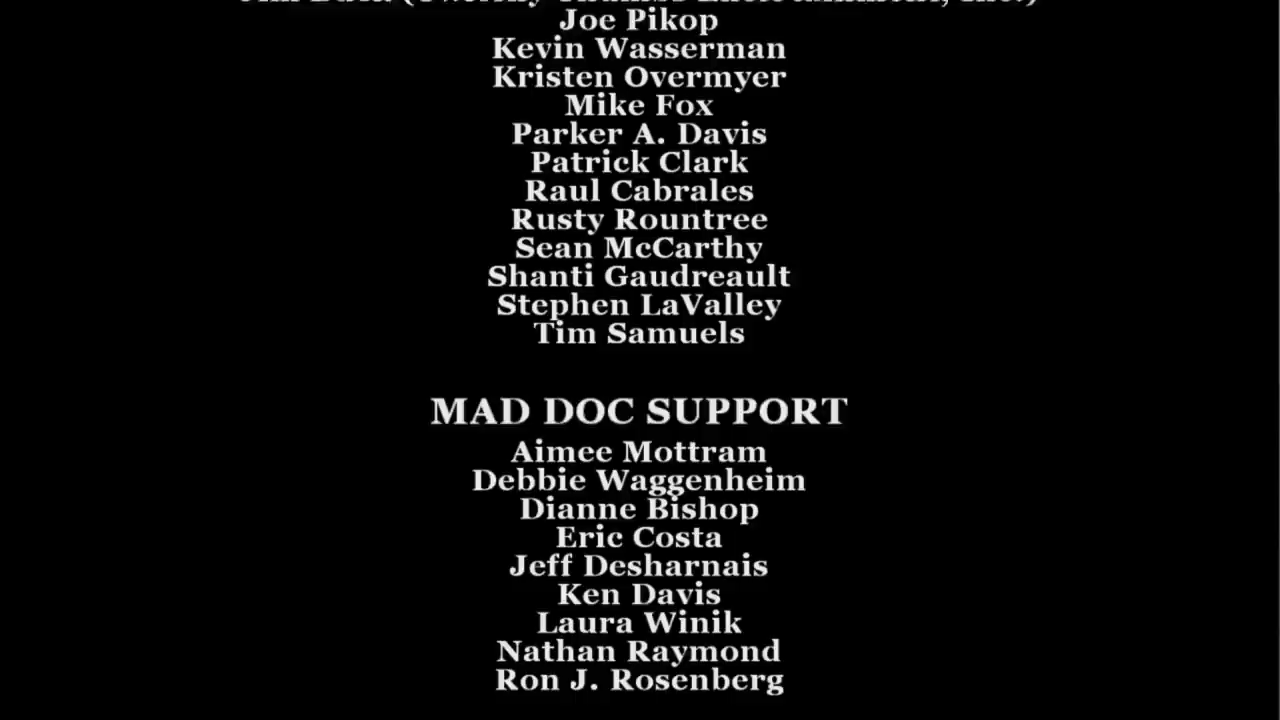 Joe Pikop
Kevin Wasserman
Kristen Overmyer
Mike Fox
Parker A. Davis
Patrick Clark
Raul Cabrales
Rusty Rountree
Sean McCarthy
Shanti Gaudreault
Stephen LaValley
Tim Samuels
MAD DOC SUPPORT
Aimee Mottram
Debbie Waggenheim
Dianne Bishop
Eric Costa
Jeff Desharnais
Ken Davis
Laura Winik
Nathan Raymond
Ron J. Rosenberg